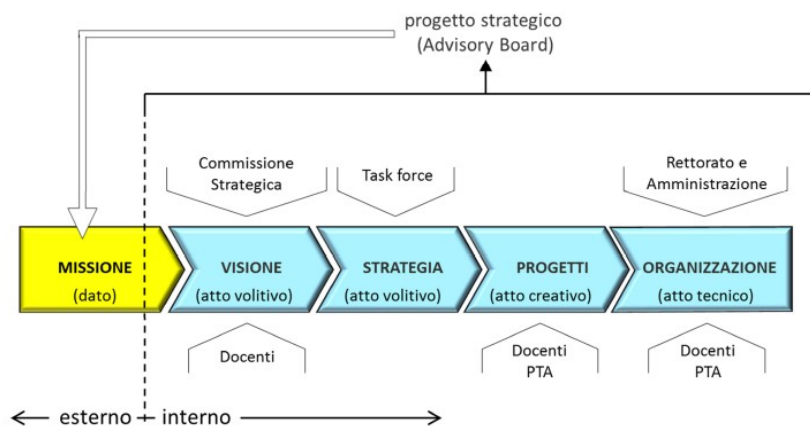 progetto strategico
(Advisory Board)
Commissione
Strategica
Task force
Rettorato e
Amministrazione
MISSIONE
(dato)
VISIONE
(atto volitivo)
STRATEGIA
(atto volitivo)
PROGETTI
(atto creativo)
ORGANIZZAZIONE
(atto tecnico)
Docenti
Docenti
PTA
Docenti
PTA
esterno
interno